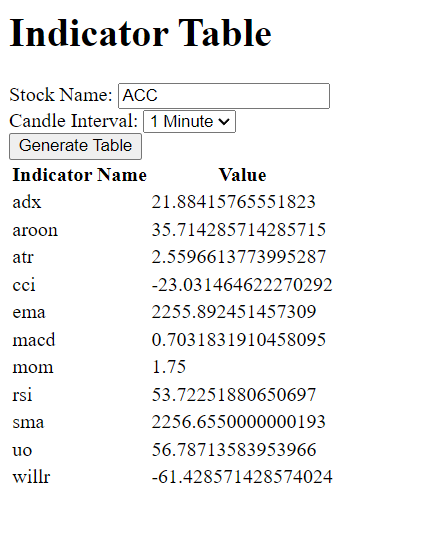 Indicator Table
Stock Name: ACC
Candle Interval: 1 Minute
Generate Table
Indicator Name Value
adx 21.88415765551823
aroon 35.714285714285715
atr 2.5596613773995287
cci -23.031464622270292
ema 2255.892451457309
macd 0.7031831910458095
mom 1.75
rsi 53.72251880650697
sma 2256.6550000000193
uo 56.78713583953966
willr -61.428571428574024